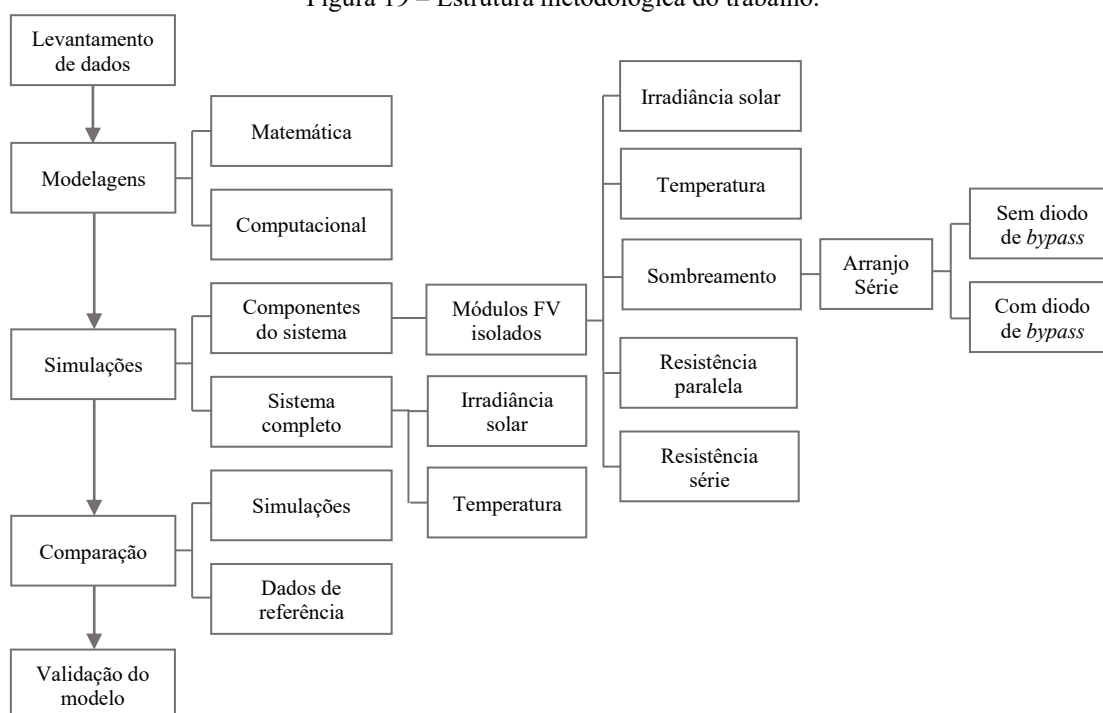 Figura 19 – Estrutura metodológica do trabalho.
Levantamento
de dados
Modelagens
Matemática
Computacional
Simulações
Componentes
do sistema
Módulos FV
isolados
Irradiância solar
Temperatura
Sombreamento
Arranjo
Série
Sem diodo
de bypass
Com diodo
de bypass
Resistência
paralela
Resistência
série
Sistema
completo
Irradiância
solar
Temperatura
Comparação
Simulações
Dados de
referência
Validação do
modelo